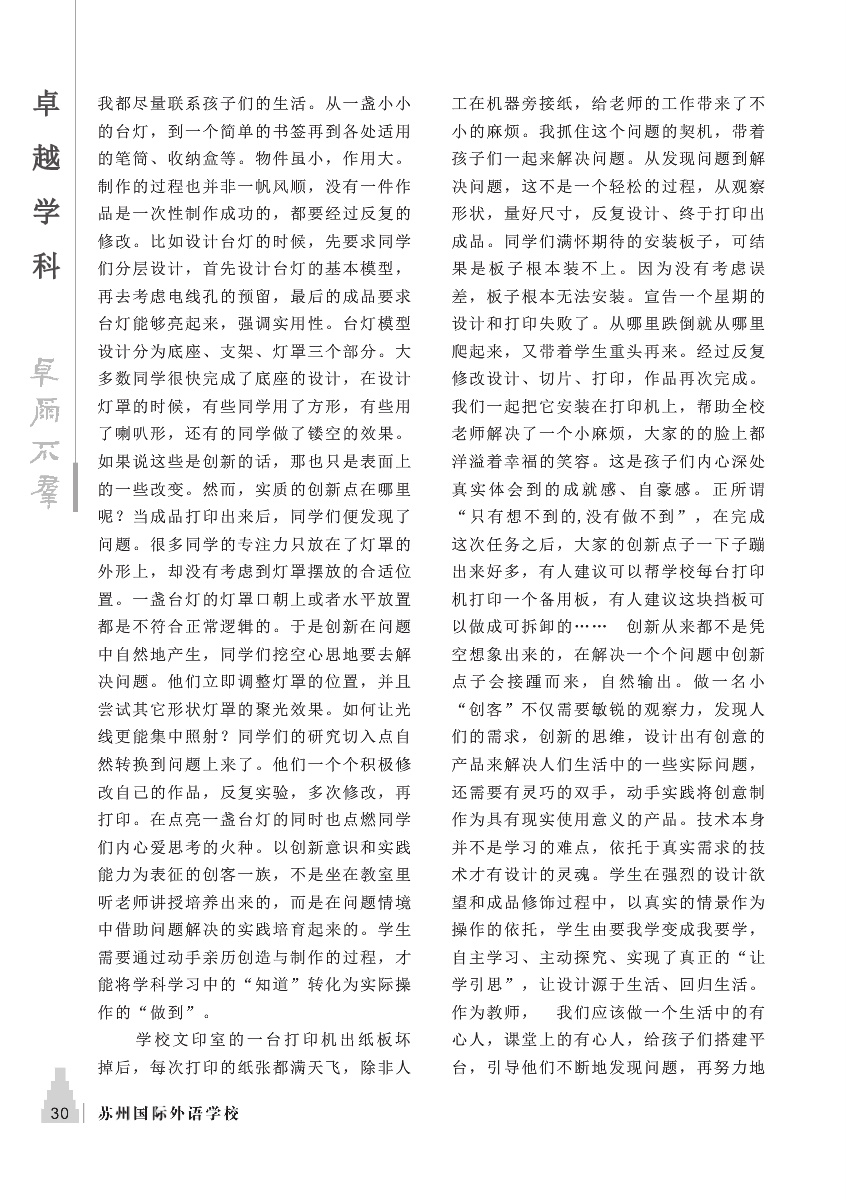 卓越学科
卓尔不群
我都尽量联系孩子们的生活。从一盏小小
的台灯，到一个简单的书签再到各处适用
的笔筒、收纳盒等。物件虽小，作用大。
制作的过程也并非一帆风顺，没有一件作
品是一次性制作成功的，都要经过反复的
修改。比如设计台灯的时候，先要求同学
们分层设计，首先设计台灯的基本模型，
再去考虑电线孔的预留，最后的成品要求
台灯能够亮起来，强调实用性。台灯模型
设计分为底座、支架、灯罩三个部分。大
多数同学很快完成了底座的设计，在设计
灯罩的时候，有些同学用了方形，有些用
了喇叭形，还有的同学做了镂空的效果。
如果说这些是创新的话，那也只是表面上
的一些改变。然而，实质的创新点在哪里
呢？当成品打印出来后，同学们便发现了
问题。很多同学的专注力只放在了灯罩的
外形上，却没有考虑到灯罩摆放的合适位
置。一盏台灯的灯罩口朝上或者水平放置
都是不符合正常逻辑的。于是创新在问题
中自然地产生，同学们挖空心思地要去解
决问题。他们立即调整灯罩的位置，并且
尝试其它形状灯罩的聚光效果。如何让光
线更能集中照射？同学们的研究切入点自
然转换到问题上来了。他们一个个积极修
改自己的作品，反复实验，多次修改，再
打印。在点亮一盏台灯的同时也点燃同学
们内心爱思考的火种。以创新意识和实践
能力为表征的创客一族，不是坐在教室里
听老师讲授培养出来的，而是在问题情境
中借助问题解决的实践培育起来的。学生
需要通过动手亲历创造与制作的过程，才
能将学科学习中的“知道”转化为实际操
作的“做到”。
学校文印室的一台打印机出纸板坏
掉后，每次打印的纸张都满天飞，除非人
工在机器旁接纸，给老师的工作带来了不
小的麻烦。我抓住这个问题的契机，带着
孩子们一起来解决问题。从发现问题到解
决问题，这不是一个轻松的过程，从观察
形状，量好尺寸，反复设计、终于打印出
成品。同学们满怀期待的安装板子，可结
果是板子根本装不上。因为没有考虑误
差，板子根本无法安装。宣告一个星期的
设计和打印失败了。从哪里跌倒就从哪里
爬起来，又带着学生重头再来。经过反复
修改设计、切片、打印，作品再次完成。
我们一起把它安装在打印机上，帮助全校
老师解决了一个小麻烦，大家的的脸上都
洋溢着幸福的笑容。这是孩子们内心深处
真实体会到的成就感、自豪感。正所谓
“只有想不到的,没有做不到”，在完成
这次任务之后，大家的创新点子一下子蹦
出来好多，有人建议可以帮学校每台打印
机打印一个备用板，有人建议这块挡板可
以做成可拆卸的…… 创新从来都不是凭
空想象出来的，在解决一个个问题中创新
点子会接踵而来，自然输出。做一名小
“创客”不仅需要敏锐的观察力，发现人
们的需求，创新的思维，设计出有创意的
产品来解决人们生活中的一些实际问题，
还需要有灵巧的双手，动手实践将创意制
作为具有现实使用意义的产品。技术本身
并不是学习的难点，依托于真实需求的技
术才有设计的灵魂。学生在强烈的设计欲
望和成品修饰过程中，以真实的情景作为
操作的依托，学生由要我学变成我要学，
自主学习、主动探究、实现了真正的“让
学引思”，让设计源于生活、回归生活。
作为教师， 我们应该做一个生活中的有
心人，课堂上的有心人，给孩子们搭建平
台，引导他们不断地发现问题，再努力地
30 苏州国际外语学校